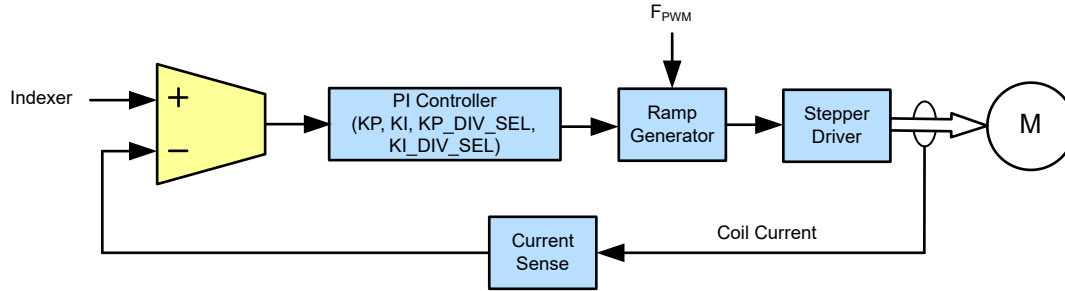 F_PWM
Indexer
+
−
PI Controller
(KP, KI, KP_DIV_SEL,
KI_DIV_SEL)
Ramp
Generator
Stepper
Driver
M
Coil Current
Current
Sense